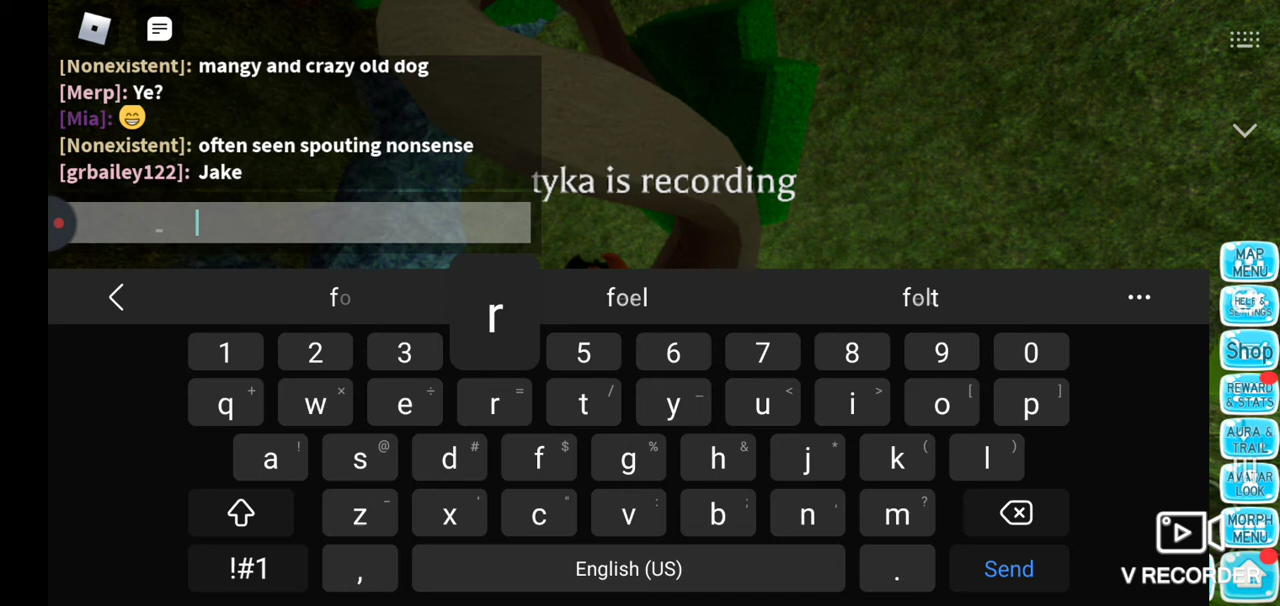 [Nonexistent]: mangy and crazy old dog
[Merp]: Ye?
[Mia]: 😁
[Nonexistent]: often seen spouting nonsense
[grbailey122]: Jake
tyka is recording
fo
foel
folt
r
1 2 3 5 6 7 8 9 0
q + w × e ÷ r = t / y _ u < i > o [ p ]
a ! s @ d # f $ g % h & j * k ( l )
z - x ' c " v : b ; n , m ?
!#1 , English (US) . Send
MAP
MENU
HELP &
SETTINGS
Shop
REWARD
& STATS
AURA &
TRAIL
AVATAR
LOOK
MORPH
MENU
V RECORDER